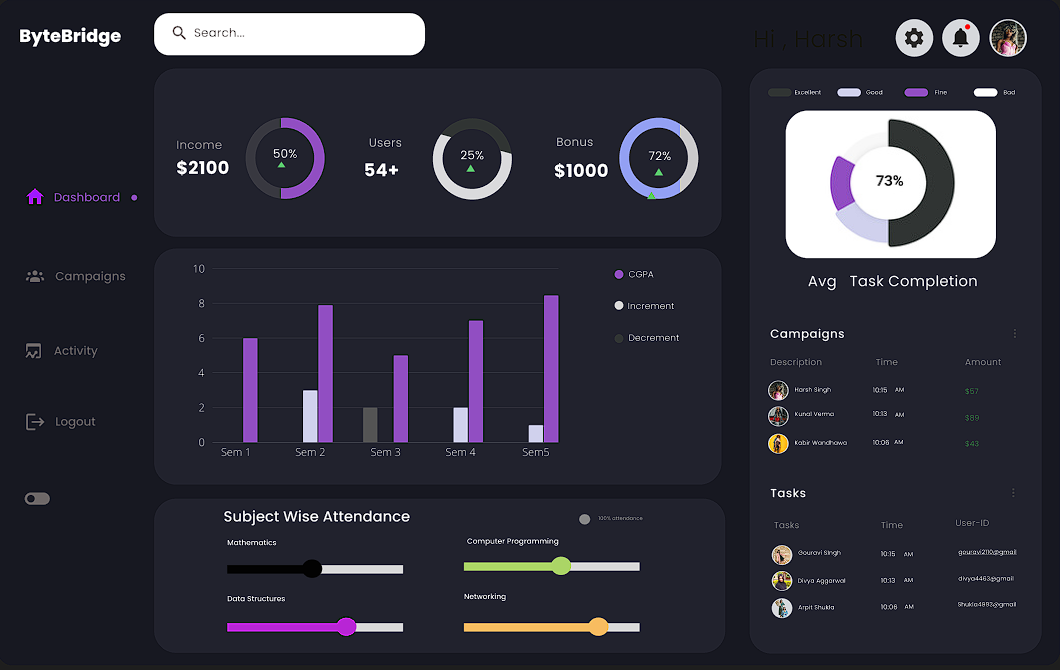 ByteBridge
Search...
Hi , Harsh
Dashboard
Campaigns
Activity
Logout
Income
$2100
50%
Users
54+
25%
Bonus
$1000
72%
10
8
6
4
2
0
Sem 1 Sem 2 Sem 3 Sem 4 Sem5
CGPA
Increment
Decrement
Subject Wise Attendance
100% attendance
Mathematics
Computer Programming
Data Structures
Networking
Excellent Good Fine Bad
73%
Avg Task Completion
Campaigns
Description Time Amount
Harsh Singh 10:15 AM $57
Kunal Verma 10:13 AM $89
Kabir Wandhawa 10:06 AM $43
Tasks
Tasks Time User-ID
Gouravi Singh 10:15 AM gouravi2110@gmail
Divya Aggarwal 10:13 AM divya4463@gmail
Arpit Shukla 10:06 AM Shukla4993@gmail